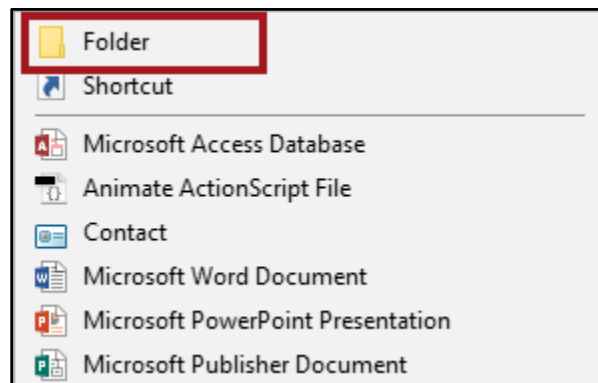 Folder
Shortcut
Microsoft Access Database
Animate ActionScript File
Contact
Microsoft Word Document
Microsoft PowerPoint Presentation
Microsoft Publisher Document